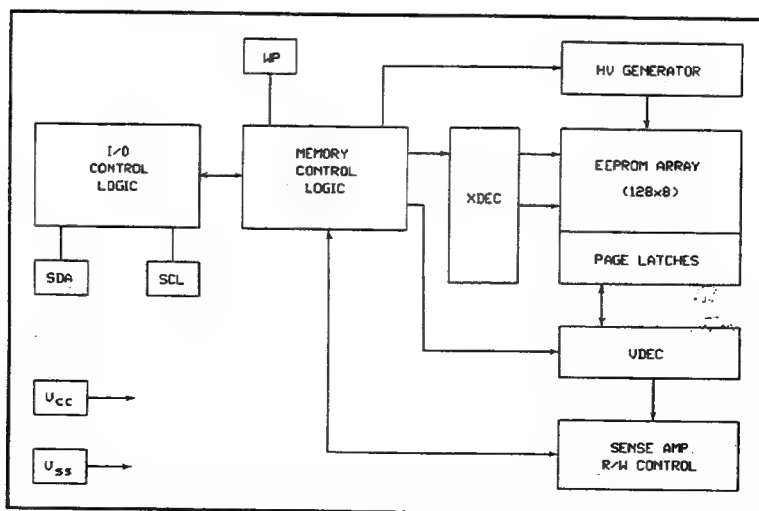 WP
HV GENERATOR
I/O
CONTROL
LOGIC
MEMORY
CONTROL
LOGIC
XDEC
EEPROM ARRAY
(128x8)
PAGE LATCHES
SDA
SCL
VDEC
Vcc
Vss
SENSE AMP
R/W CONTROL